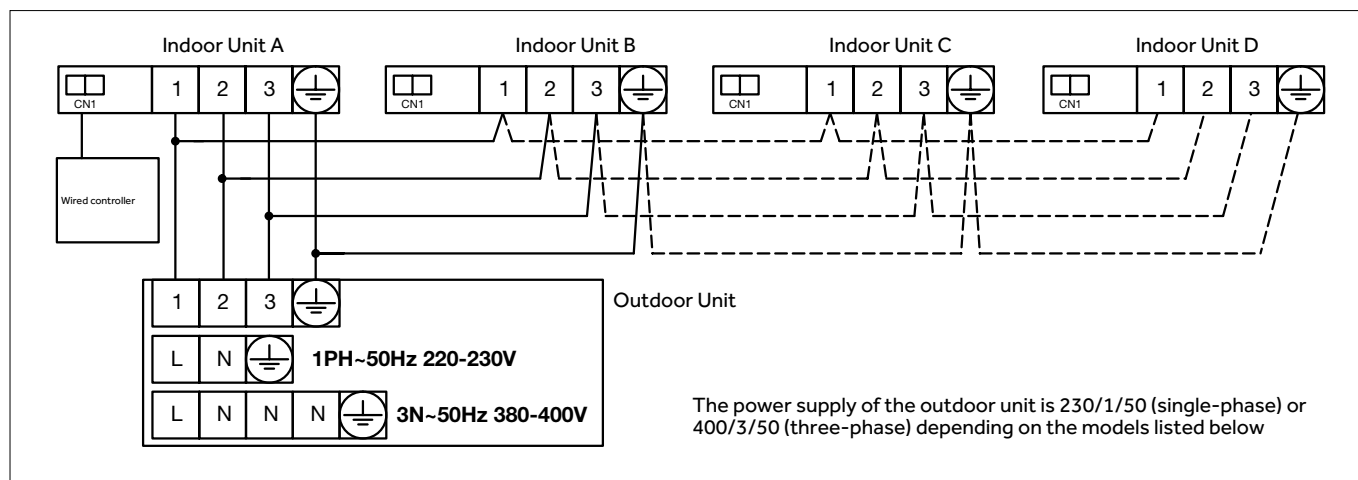 Indoor Unit A Indoor Unit B Indoor Unit C Indoor Unit D
CN1 1 2 3 CN1 1 2 3 CN1 1 2 3 CN1 1 2 3
Wired controller
1 2 3 Outdoor Unit
L N 1PH~50Hz 220-230V
L N N N 3N~50Hz 380-400V
The power supply of the outdoor unit is 230/1/50 (single-phase) or
400/3/50 (three-phase) depending on the models listed below